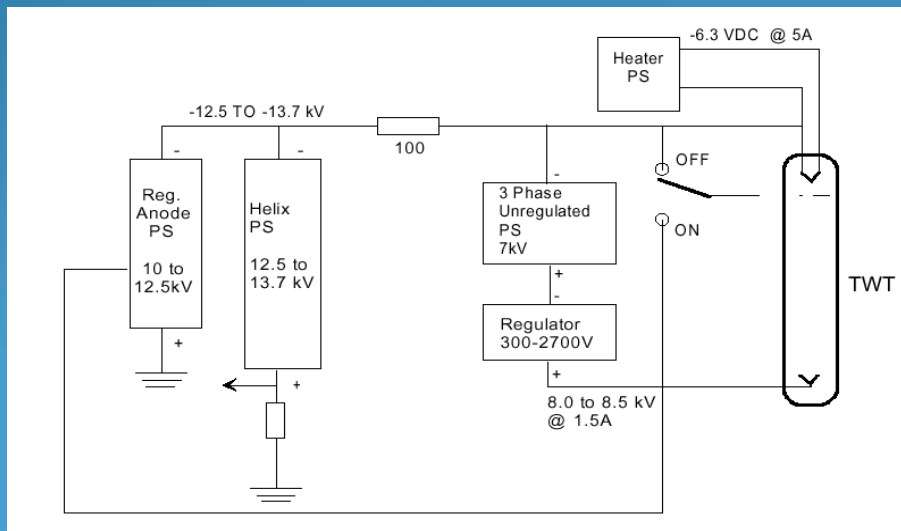 -6.3 VDC @ 5A
Heater
PS
-12.5 TO -13.7 kV
100
-
-
-
OFF
Reg.
Anode
PS
10 to
12.5kV
Helix
PS
12.5 to
13.7 kV
3 Phase
Unregulated
PS
7kV
ON
+
-
TWT
Regulator
300-2700V
+
+
+
8.0 to 8.5 kV
@ 1.5A